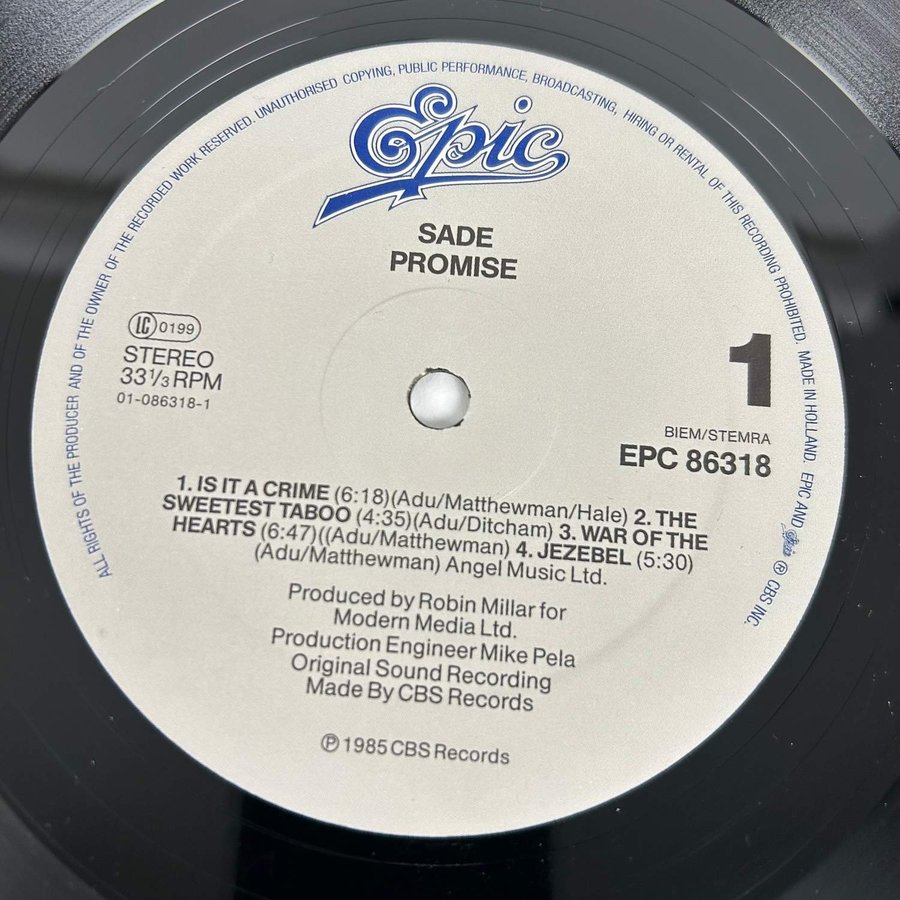 ALL RIGHTS OF THE PRODUCER AND OF THE OWNER OF THE RECORDED WORK RESERVED. UNAUTHORISED COPYING, PUBLIC PERFORMANCE, BROADCASTING, HIRING OR RENTAL OF THIS RECORDING PROHIBITED. MADE IN HOLLAND. EPIC AND Epic ® CBS INC.
Epic
SADE
PROMISE
LC 0199
STEREO
33⅓ RPM
01-086318-1
1
BIEM/STEMRA
EPC 86318
1. IS IT A CRIME (6:18)(Adu/Matthewman/Hale) 2. THE
SWEETEST TABOO (4:35)(Adu/Ditcham) 3. WAR OF THE
HEARTS (6:47)((Adu/Matthewman) 4. JEZEBEL (5:30)
(Adu/Matthewman) Angel Music Ltd.
Produced by Robin Millar for
Modern Media Ltd.
Production Engineer Mike Pela
Original Sound Recording
Made By CBS Records
℗ 1985 CBS Records